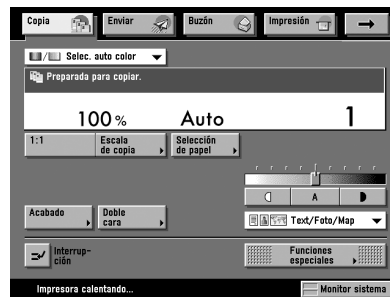 Copia Enviar Buzón Impresión
Selec. auto color
Preparada para copiar.
100 % Auto 1
1:1 Escala de copia Selección de papel
A
Acabado Doble cara Text/Foto/Map
Interrup-
ción
Funciones
especiales
Impresora calentando... Monitor sistema